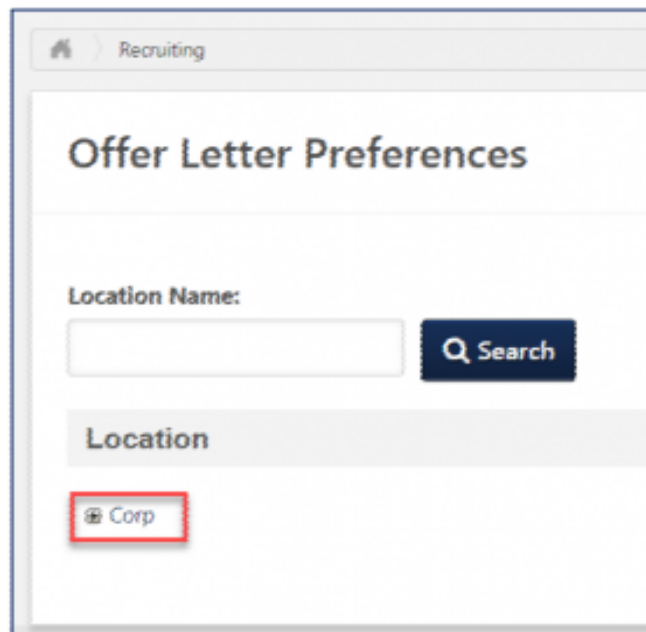 Recruiting
Offer Letter Preferences
Location Name:
Search
Location
Corp